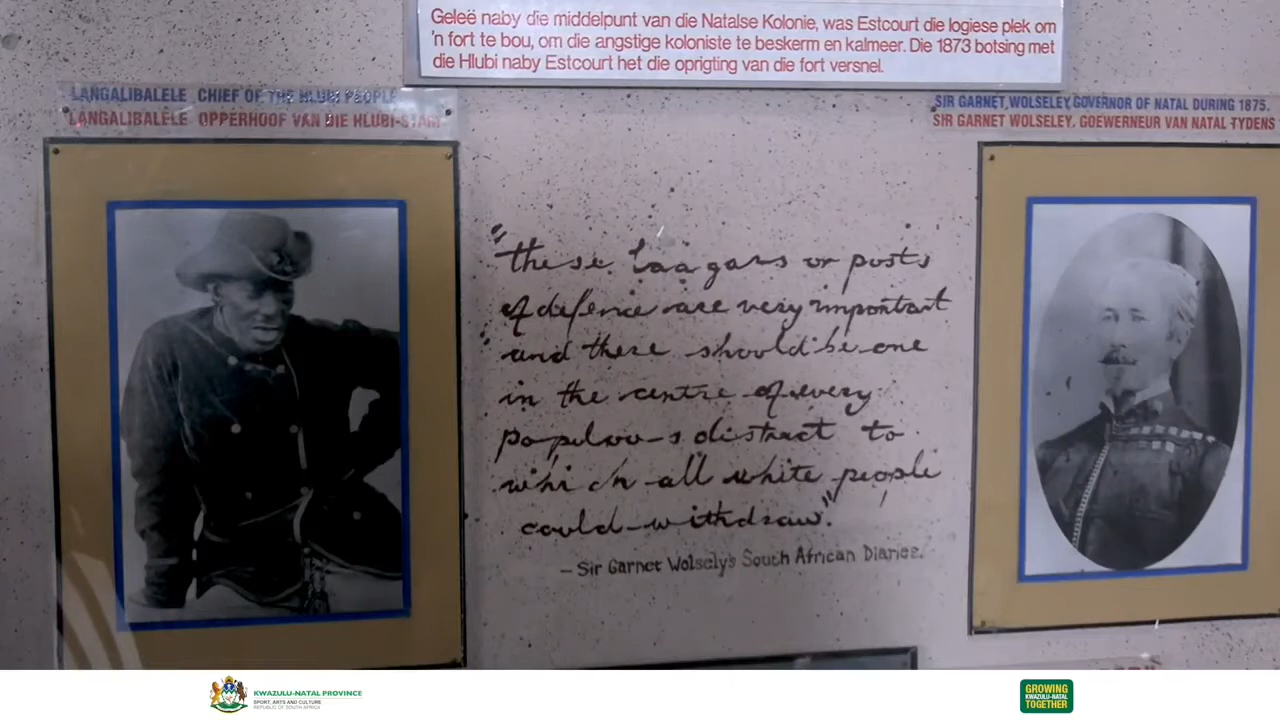 Geleë naby die middelpunt van die Natalse Kolonie, was Estcourt die logiese plek om
'n fort te bou, om die angstige koloniste te beskerm en kalmeer. Die 1873 botsing met
die Hlubi naby Estcourt het die oprigting van die fort versnel.
LANGALIBALELE CHIEF OF THE HLUBI PEOPLE
LANGALIBALELE OPPERHOOF VAN DIE HLUBI-STAM
SIR GARNET WOLSELEY, GOVERNOR OF NATAL DURING 1875.
SIR GARNET WOLSELEY, GOEWERNEUR VAN NATAL TYDENS
"These laagars or posts
of defence are very important
and there should be one
in the centre of every
populous district to
which all white people
could withdraw."
– Sir Garnet Wolsely's South African Diaries.
KWAZULU-NATAL PROVINCE
SPORT, ARTS AND CULTURE
REPUBLIC OF SOUTH AFRICA
GROWING
KWAZULU-NATAL
TOGETHER